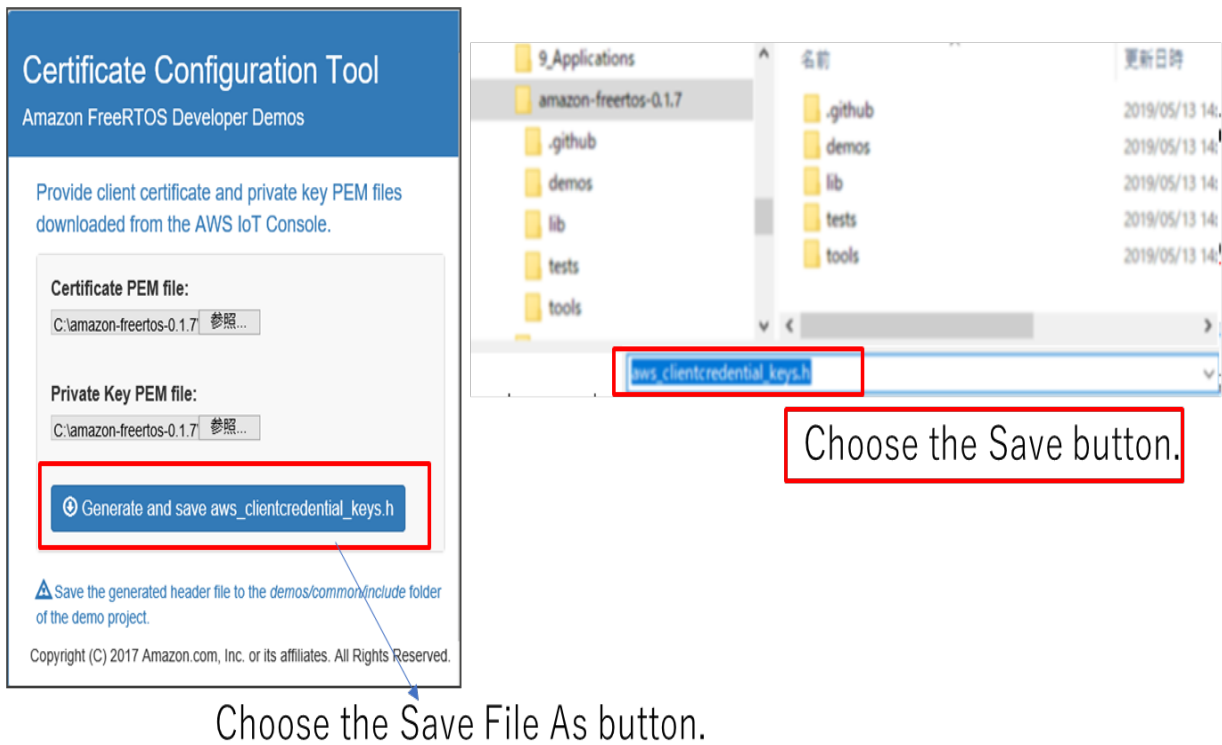 Certificate Configuration Tool
Amazon FreeRTOS Developer Demos
Provide client certificate and private key PEM files
downloaded from the AWS IoT Console.
Certificate PEM file:
C:\amazon-freertos-0.1.7\
参照...
Private Key PEM file:
C:\amazon-freertos-0.1.7\
参照...
Generate and save aws_clientcredential_keys.h
Save the generated header file to the demos/common/include folder
of the demo project.
Copyright (C) 2017 Amazon.com, Inc. or its affiliates. All Rights Reserved.
Choose the Save File As button.
9_Applications
amazon-freertos-0.1.7
.github
demos
lib
tests
tools
名前
更新日時
.github
2019/05/13 14:
demos
2019/05/13 14:
lib
2019/05/13 14:
tests
2019/05/13 14:
tools
2019/05/13 14:
aws_clientcredential_keys.h
Choose the Save button.